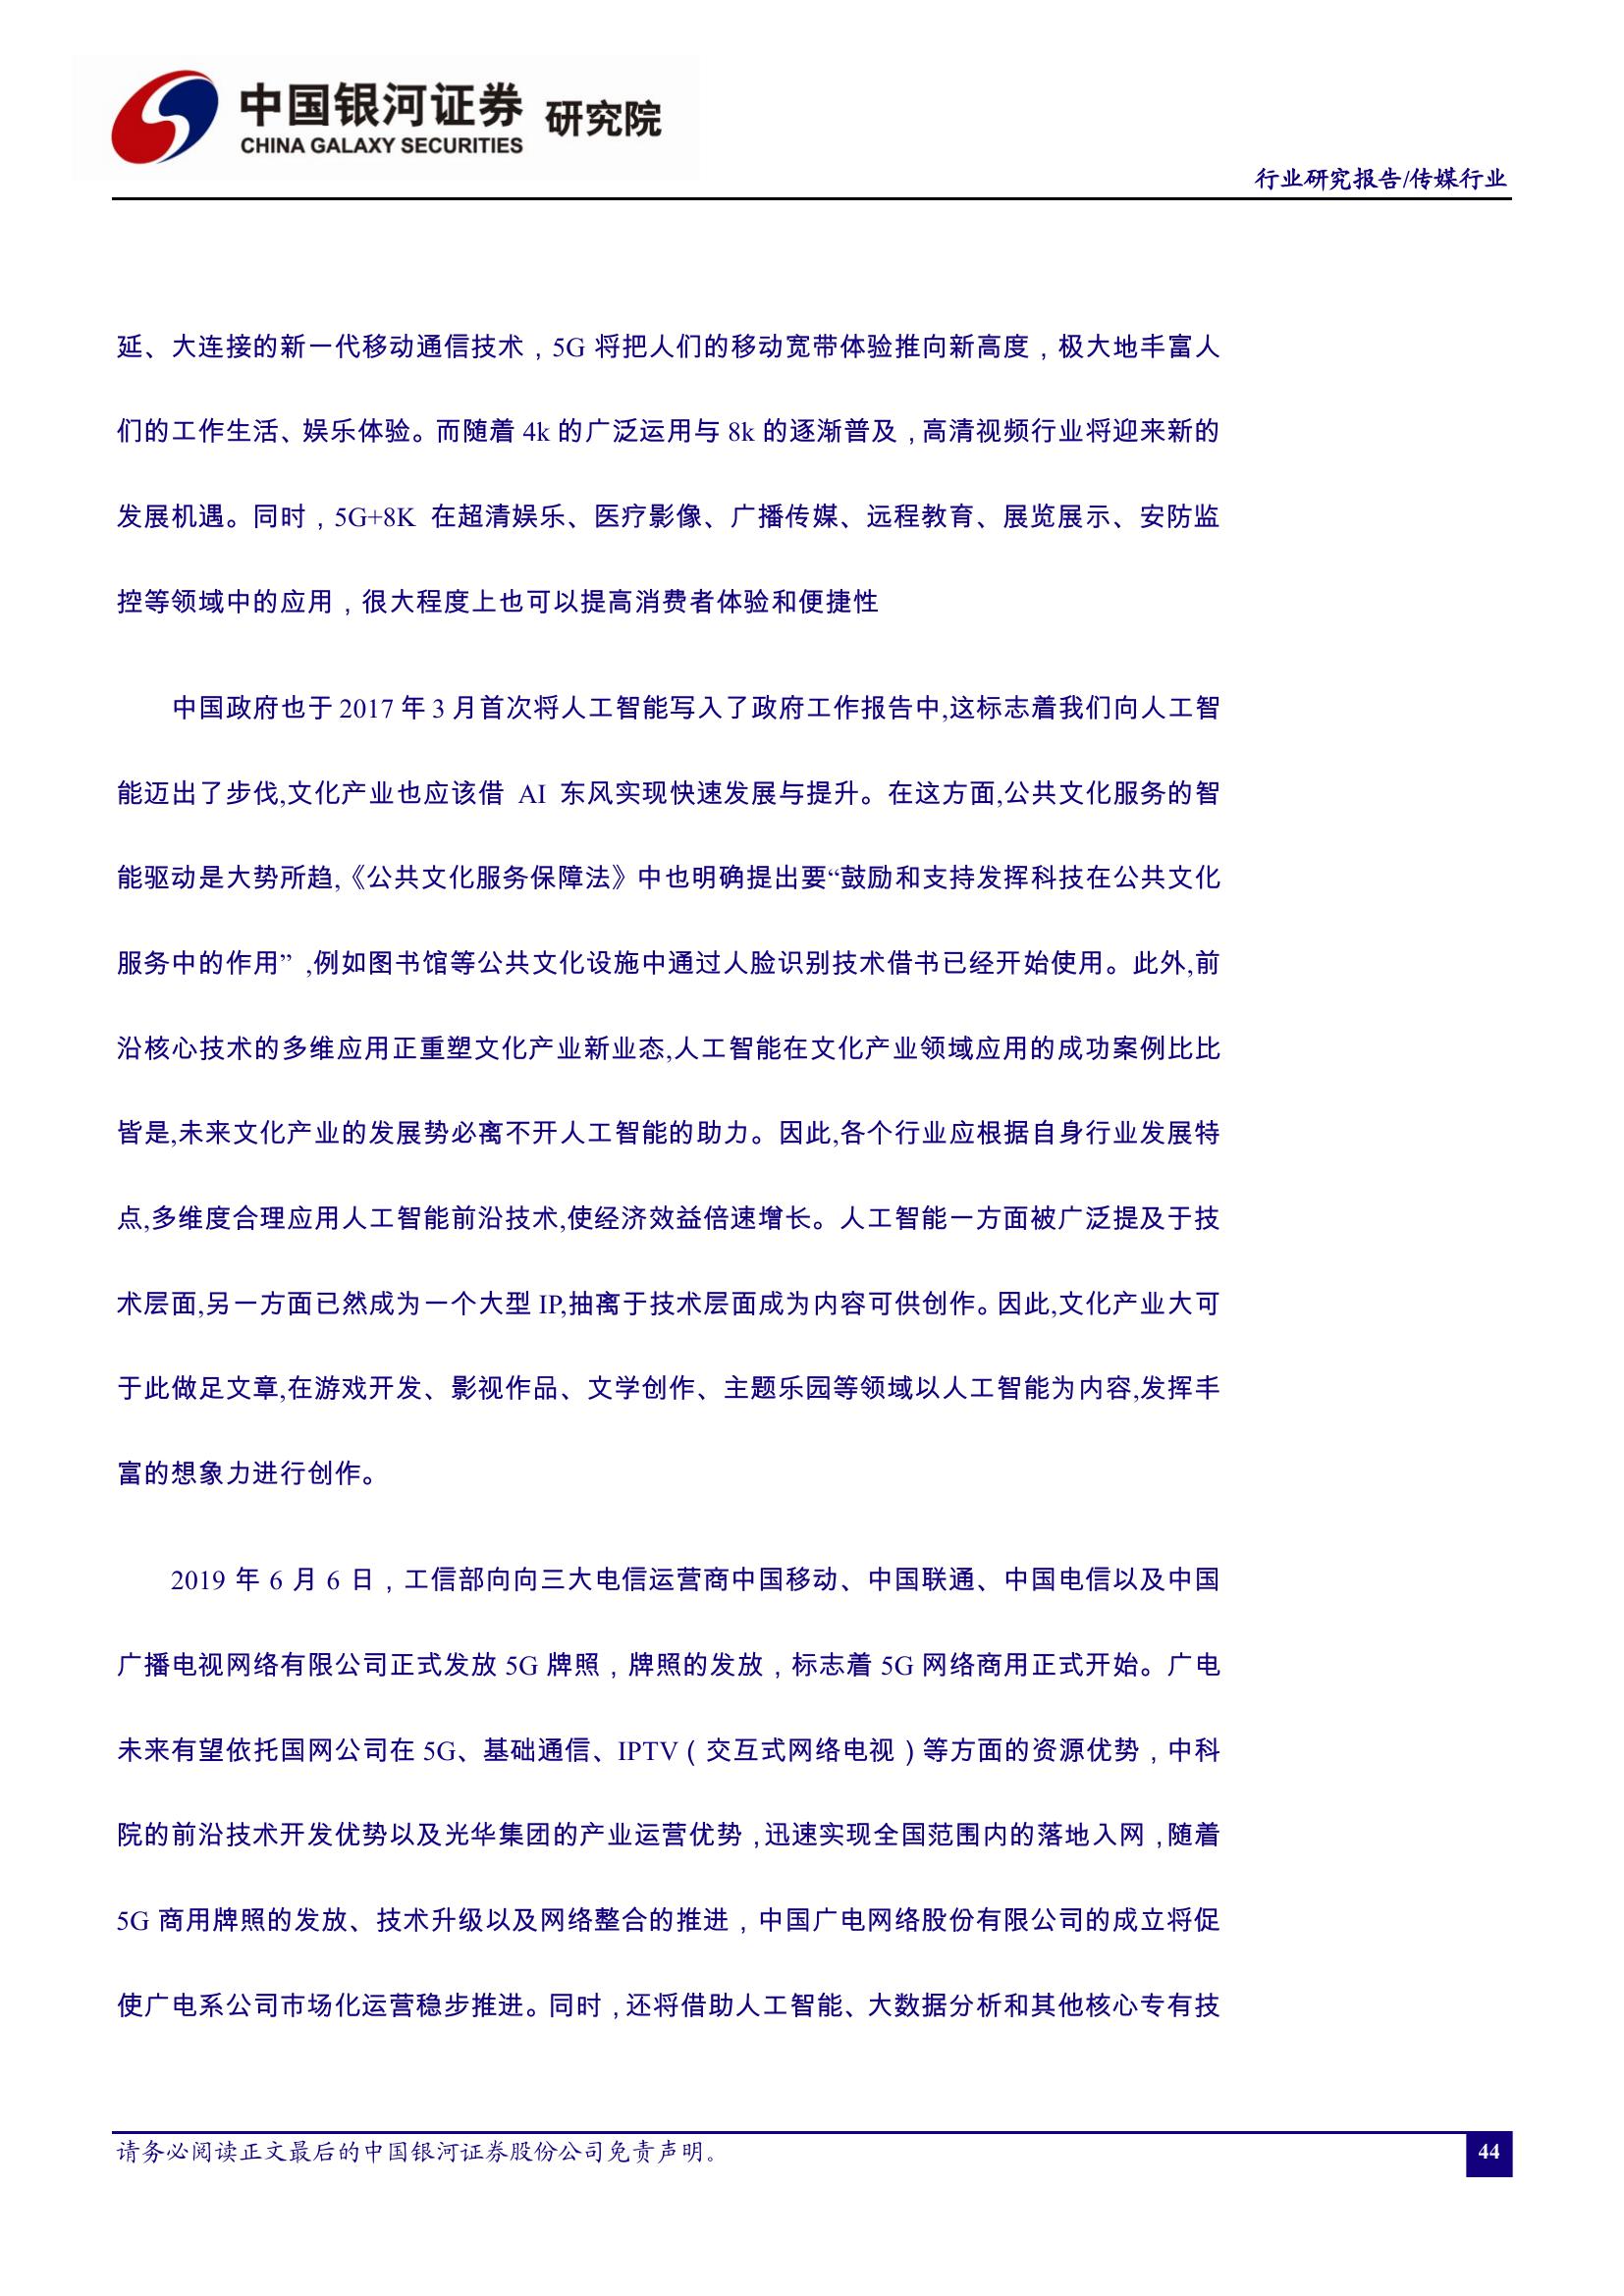 中国银河证券 研究院
CHINA GALAXY SECURITIES
行业研究报告/传媒行业
延、大连接的新一代移动通信技术，5G 将把人们的移动宽带体验推向新高度，极大地丰富人
们的工作生活、娱乐体验。而随着 4k 的广泛运用与 8k 的逐渐普及，高清视频行业将迎来新的
发展机遇。同时，5G+8K 在超清娱乐、医疗影像、广播传媒、远程教育、展览展示、安防监
控等领域中的应用，很大程度上也可以提高消费者体验和便捷性
中国政府也于 2017 年 3 月首次将人工智能写入了政府工作报告中,这标志着我们向人工智
能迈出了步伐,文化产业也应该借 AI 东风实现快速发展与提升。在这方面,公共文化服务的智
能驱动是大势所趋,《公共文化服务保障法》中也明确提出要“鼓励和支持发挥科技在公共文化
服务中的作用” ,例如图书馆等公共文化设施中通过人脸识别技术借书已经开始使用。此外,前
沿核心技术的多维应用正重塑文化产业新业态,人工智能在文化产业领域应用的成功案例比比
皆是,未来文化产业的发展势必离不开人工智能的助力。因此,各个行业应根据自身行业发展特
点,多维度合理应用人工智能前沿技术,使经济效益倍速增长。人工智能一方面被广泛提及于技
术层面,另一方面已然成为一个大型 IP,抽离于技术层面成为内容可供创作。因此,文化产业大可
于此做足文章,在游戏开发、影视作品、文学创作、主题乐园等领域以人工智能为内容,发挥丰
富的想象力进行创作。
2019 年 6 月 6 日，工信部向向三大电信运营商中国移动、中国联通、中国电信以及中国
广播电视网络有限公司正式发放 5G 牌照，牌照的发放，标志着 5G 网络商用正式开始。广电
未来有望依托国网公司在 5G、基础通信、IPTV（交互式网络电视）等方面的资源优势，中科
院的前沿技术开发优势以及光华集团的产业运营优势，迅速实现全国范围内的落地入网，随着
5G 商用牌照的发放、技术升级以及网络整合的推进，中国广电网络股份有限公司的成立将促
使广电系公司市场化运营稳步推进。同时，还将借助人工智能、大数据分析和其他核心专有技
请务必阅读正文最后的中国银河证券股份公司免责声明。
44